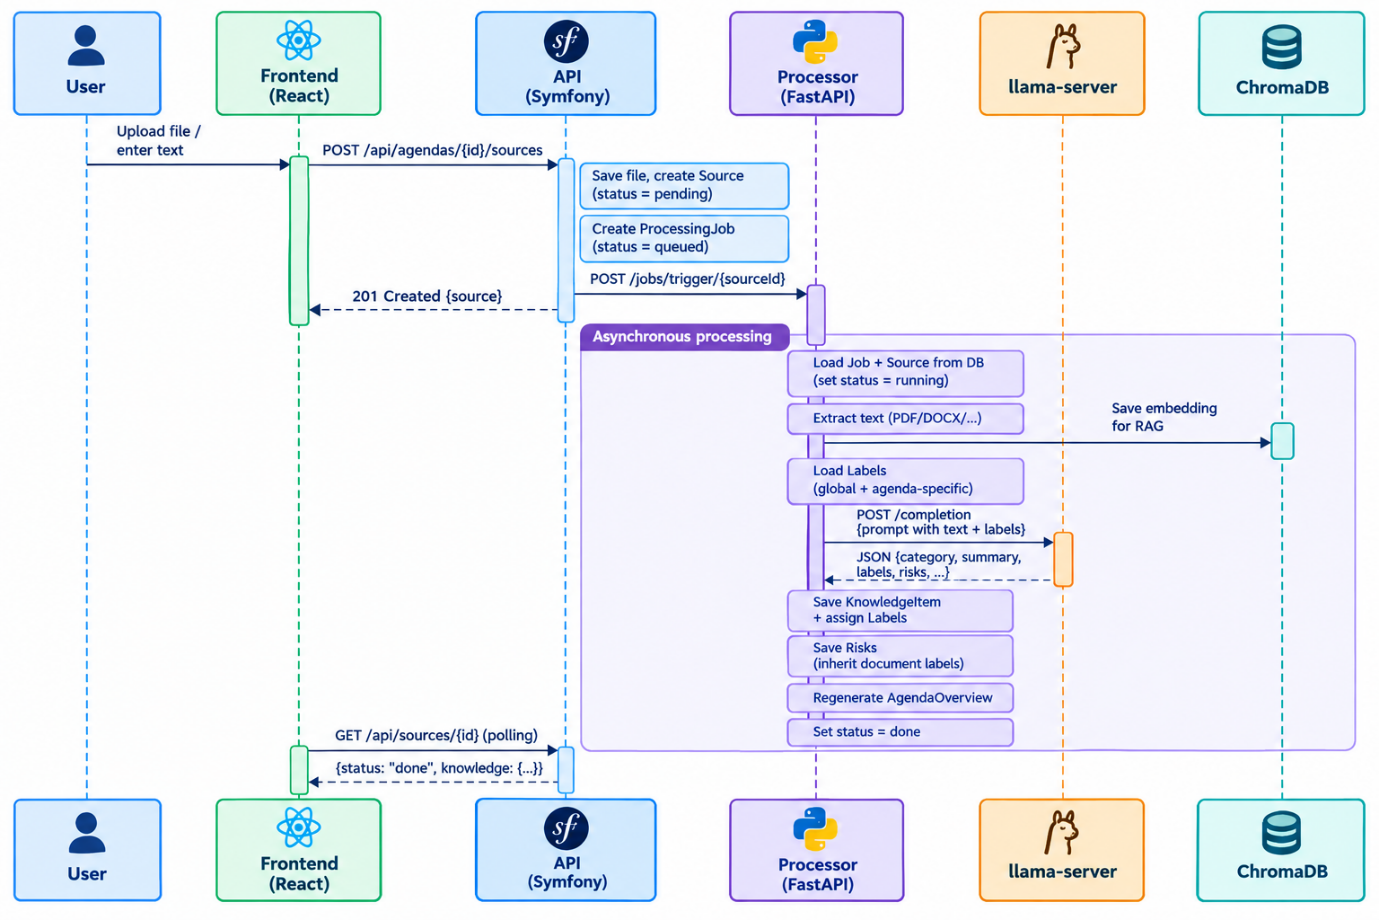 User
Frontend
(React)
sf
API
(Symfony)
Processor
(FastAPI)
llama-server
ChromaDB
Upload file /
enter text
POST /api/agendas/{id}/sources
Save file, create Source
(status = pending)
Create ProcessingJob
(status = queued)
POST /jobs/trigger/{sourceId}
201 Created {source}
Asynchronous processing
Load Job + Source from DB
(set status = running)
Extract text (PDF/DOCX/...)
Save embedding
for RAG
Load Labels
(global + agenda-specific)
POST /completion
{prompt with text + labels}
JSON {category, summary,
labels, risks, ...}
Save KnowledgeItem
+ assign Labels
Save Risks
(inherit document labels)
Regenerate AgendaOverview
Set status = done
GET /api/sources/{id} (polling)
{status: "done", knowledge: {...}}
User
Frontend
(React)
sf
API
(Symfony)
Processor
(FastAPI)
llama-server
ChromaDB